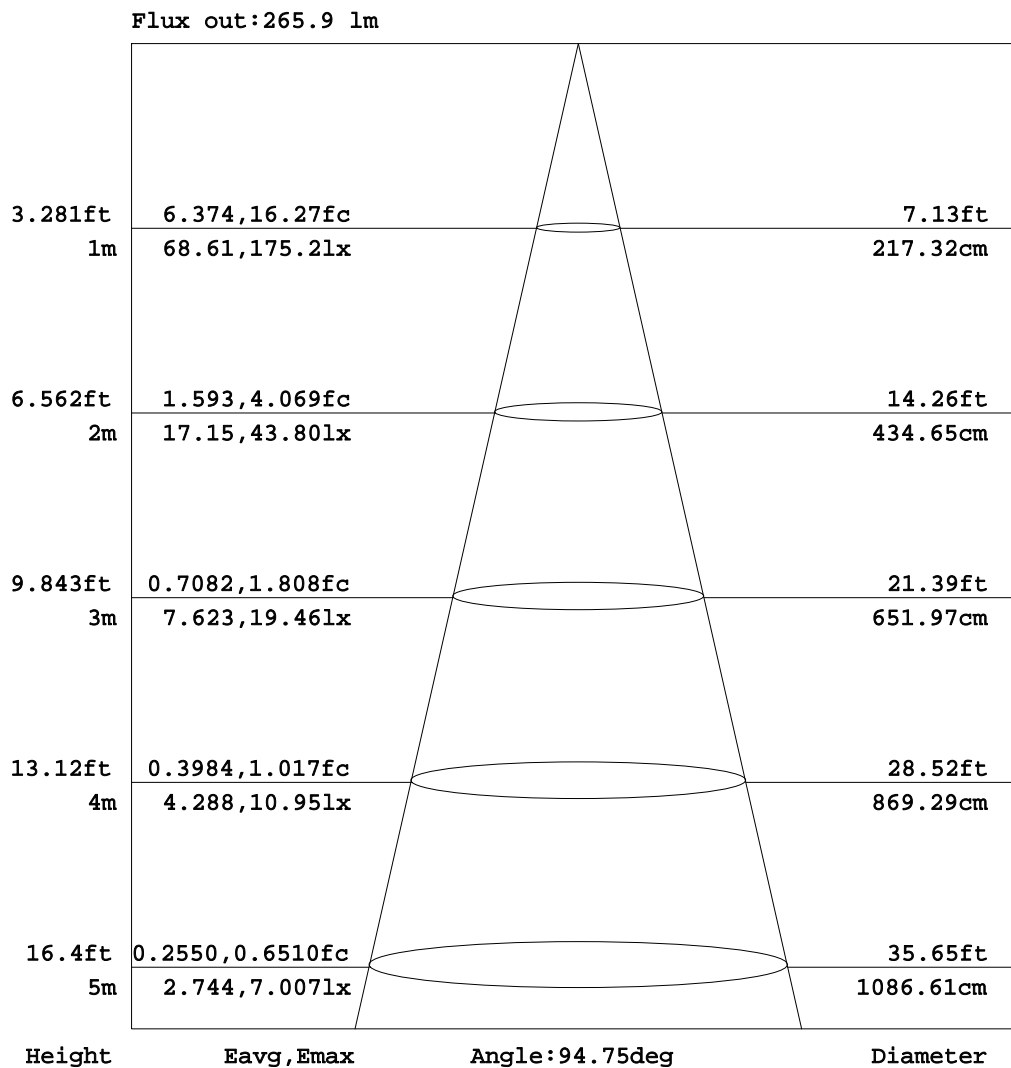 Flux out:265.9 lm
3.281ft 6.374,16.27fc 7.13ft
1m 68.61,175.2lx 217.32cm
6.562ft 1.593,4.069fc 14.26ft
2m 17.15,43.80lx 434.65cm
9.843ft 0.7082,1.808fc 21.39ft
3m 7.623,19.46lx 651.97cm
13.12ft 0.3984,1.017fc 28.52ft
4m 4.288,10.95lx 869.29cm
16.4ft 0.2550,0.6510fc 35.65ft
5m 2.744,7.007lx 1086.61cm
Height Eavg,Emax Angle:94.75deg Diameter